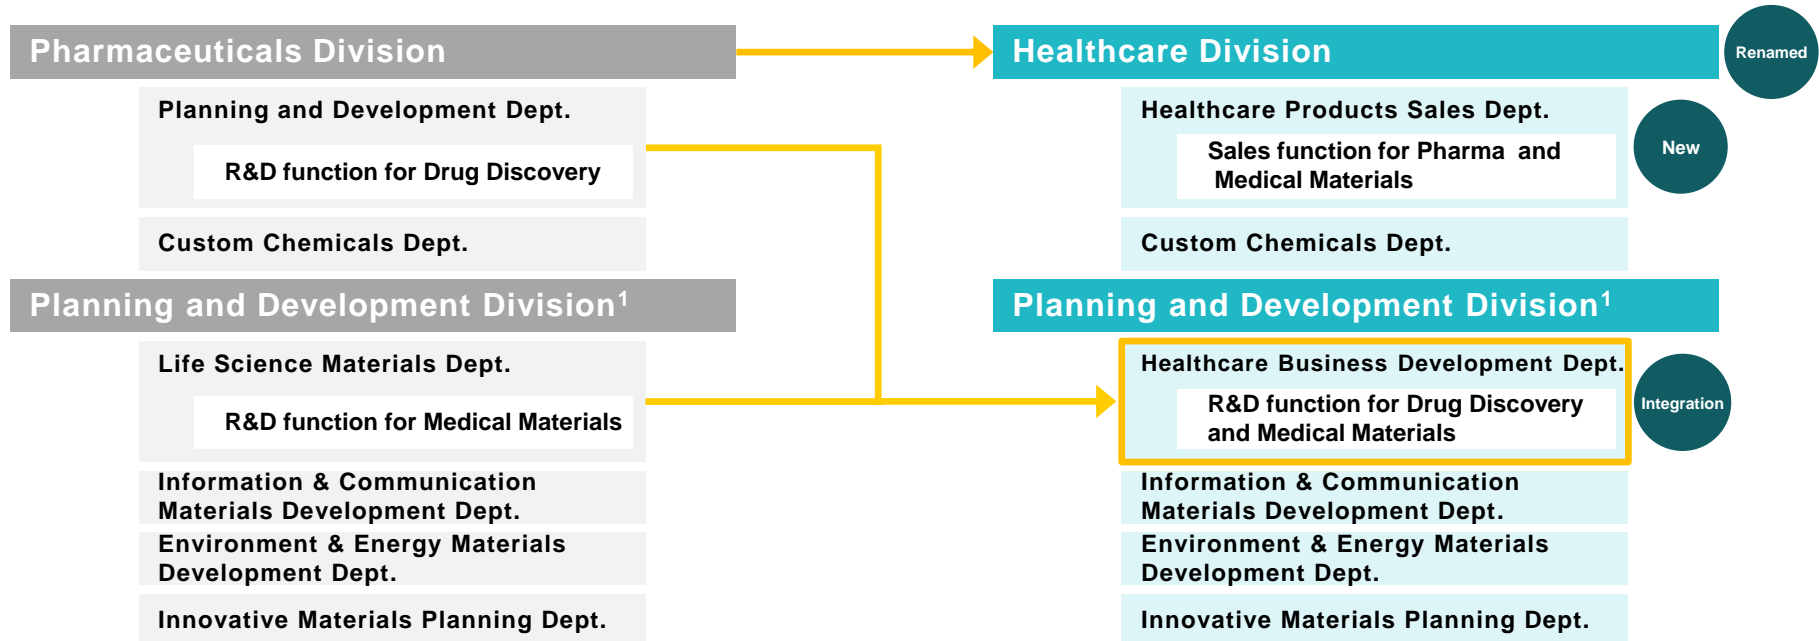 Pharmaceuticals Division
Planning and Development Dept.
R&D function for Drug Discovery
Custom Chemicals Dept.
Planning and Development Division¹
Life Science Materials Dept.
R&D function for Medical Materials
Information & Communication
Materials Development Dept.
Environment & Energy Materials
Development Dept.
Innovative Materials Planning Dept.
Healthcare Division
Renamed
Healthcare Products Sales Dept.
Sales function for Pharma and
Medical Materials
New
Custom Chemicals Dept.
Planning and Development Division¹
Healthcare Business Development Dept.
R&D function for Drug Discovery
and Medical Materials
Integration
Information & Communication
Materials Development Dept.
Environment & Energy Materials
Development Dept.
Innovative Materials Planning Dept.